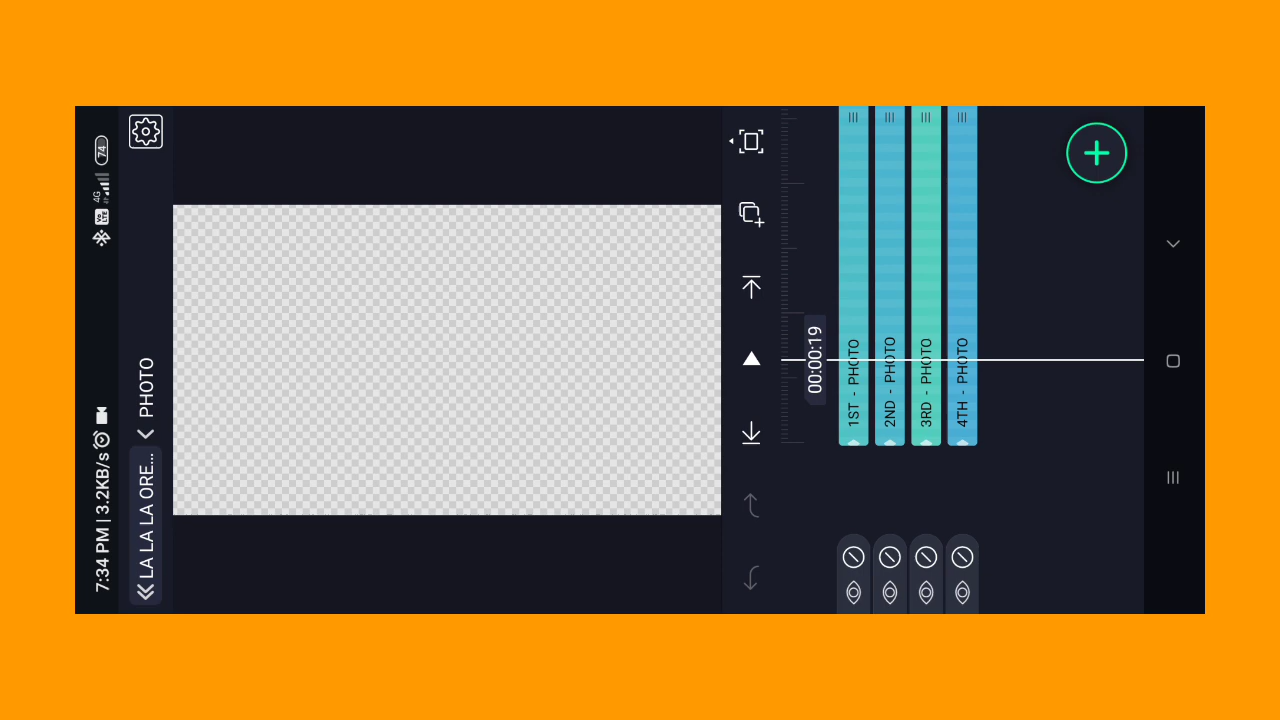 7:34 PM | 3.2KB/s
4G
74
LA LA LA ORE...
PHOTO
00:00:19
1ST - PHOTO
2ND - PHOTO
3RD - PHOTO
4TH - PHOTO